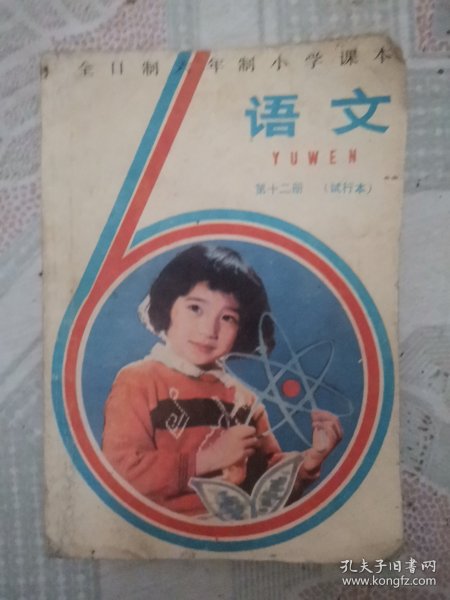 全日制六年制小学课本
语文
YUWEN
第十二册 (试行本)
孔夫子旧书网
www.kongfz.com